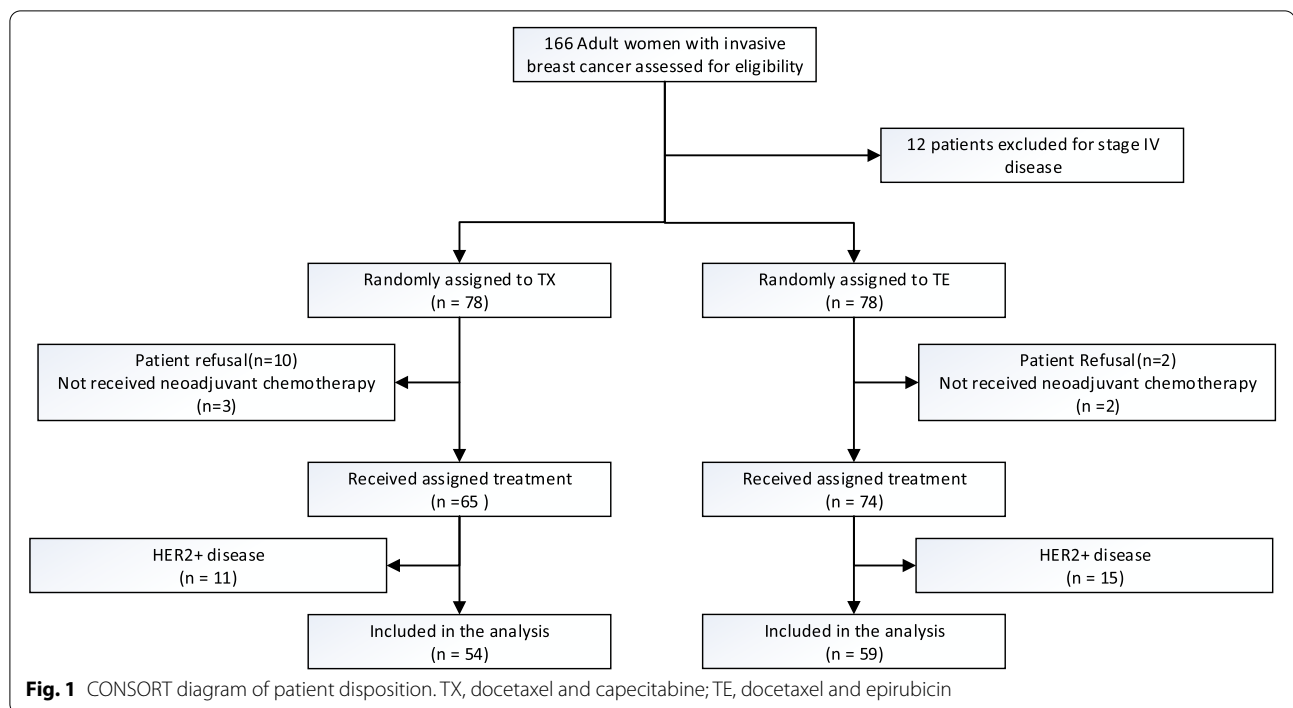 166 Adult women with invasive
breast cancer assessed for eligibility
12 patients excluded for stage IV
disease
Randomly assigned to TX
(n = 78)
Randomly assigned to TE
(n = 78)
Patient refusal(n=10)
Not received neoadjuvant chemotherapy
(n=3)
Patient Refusal(n=2)
Not received neoadjuvant chemotherapy
(n =2)
Received assigned treatment
(n =65 )
Received assigned treatment
(n = 74)
HER2+ disease
(n = 11)
HER2+ disease
(n = 15)
Included in the analysis
(n = 54)
Included in the analysis
(n = 59)
Fig. 1 CONSORT diagram of patient disposition. TX, docetaxel and capecitabine; TE, docetaxel and epirubicin